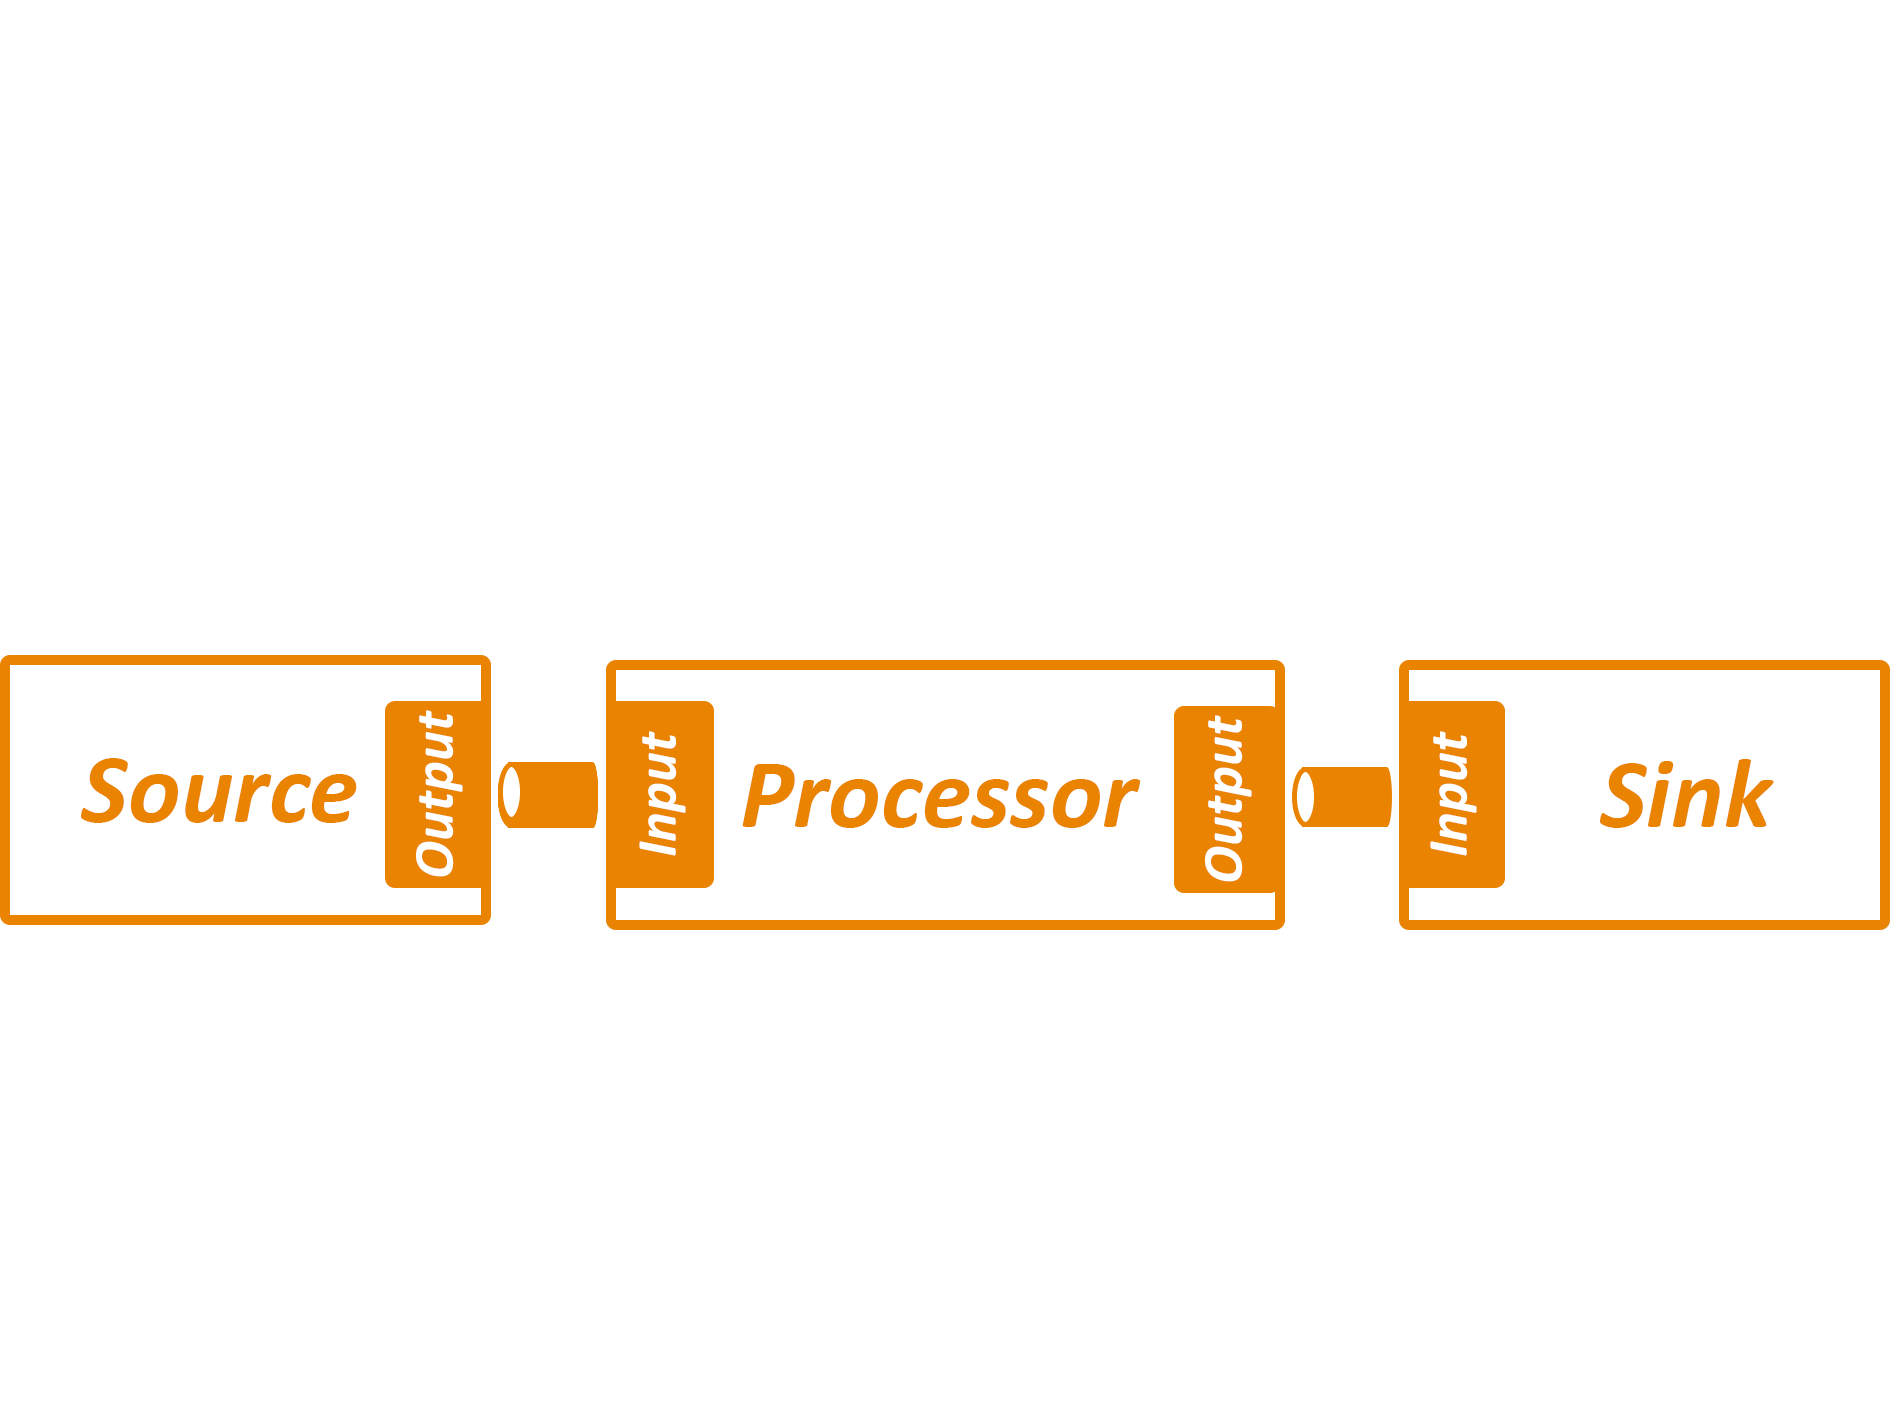 Source
Output
Input
Processor
Output
Input
Sink